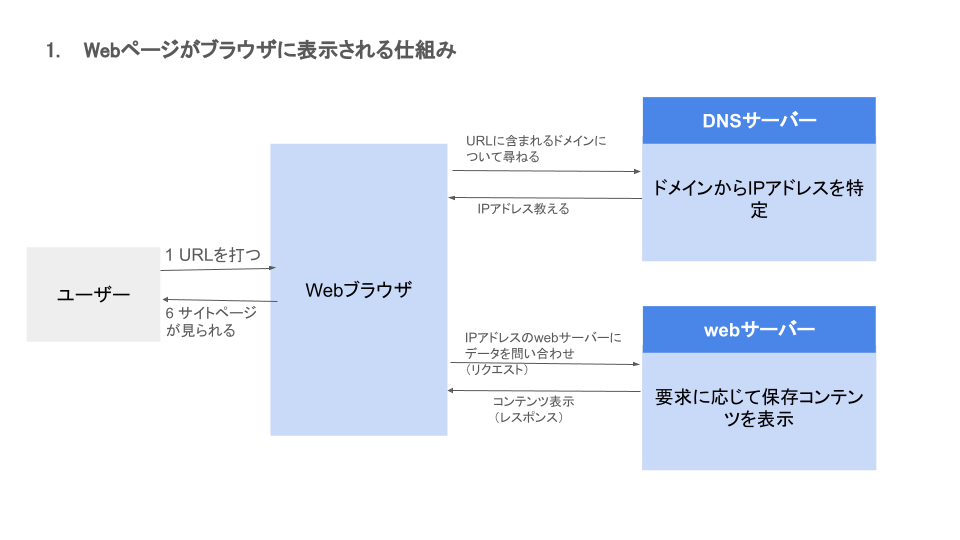 1. Webページがブラウザに表示される仕組み
DNSサーバー
URLに含まれるドメインに
ついて尋ねる
ドメインからIPアドレスを特
定
IPアドレス教える
1 URLを打つ
ユーザー
Webブラウザ
6 サイトページ
が見られる
webサーバー
IPアドレスのwebサーバーに
データを問い合わせ
（リクエスト）
要求に応じて保存コンテン
ツを表示
コンテンツ表示
（レスポンス）